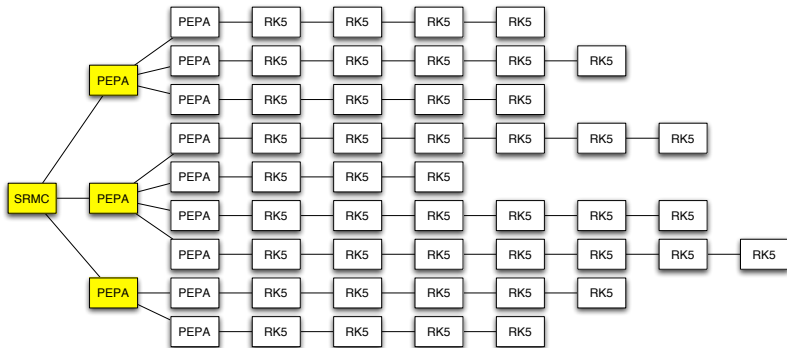 PEPA RK5 RK5 RK5 RK5
PEPA RK5 RK5 RK5 RK5 RK5
PEPA
PEPA RK5 RK5 RK5 RK5
PEPA RK5 RK5 RK5 RK5 RK5 RK5
PEPA RK5 RK5 RK5
SRMC PEPA
PEPA RK5 RK5 RK5 RK5 RK5 RK5
PEPA RK5 RK5 RK5 RK5 RK5 RK5 RK5
PEPA PEPA RK5 RK5 RK5 RK5 RK5
PEPA RK5 RK5 RK5 RK5